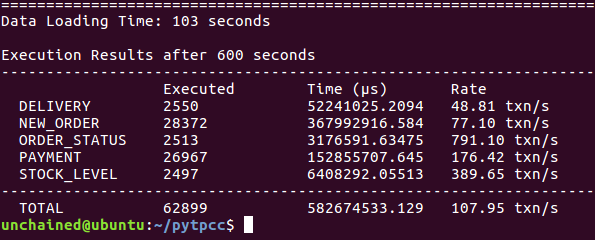 ==================================================================
Data Loading Time: 103 seconds
Execution Results after 600 seconds
------------------------------------------------------------------
Executed Time (µs) Rate
DELIVERY 2550 52241025.2094 48.81 txn/s
NEW_ORDER 28372 367992916.584 77.10 txn/s
ORDER_STATUS 2513 3176591.63475 791.10 txn/s
PAYMENT 26967 152855707.645 176.42 txn/s
STOCK_LEVEL 2497 6408292.05513 389.65 txn/s
------------------------------------------------------------------
TOTAL 62899 582674533.129 107.95 txn/s
unchained@ubuntu:~/pytpcc$